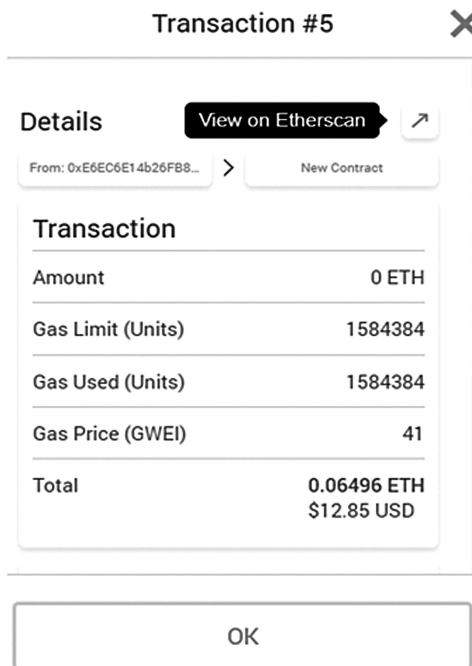 Transaction #5
Details
View on Etherscan
From: 0xE6EC6E14b26FB8...
New Contract
Transaction
Amount 0 ETH
Gas Limit (Units) 1584384
Gas Used (Units) 1584384
Gas Price (GWEI) 41
Total 0.06496 ETH
$12.85 USD
OK